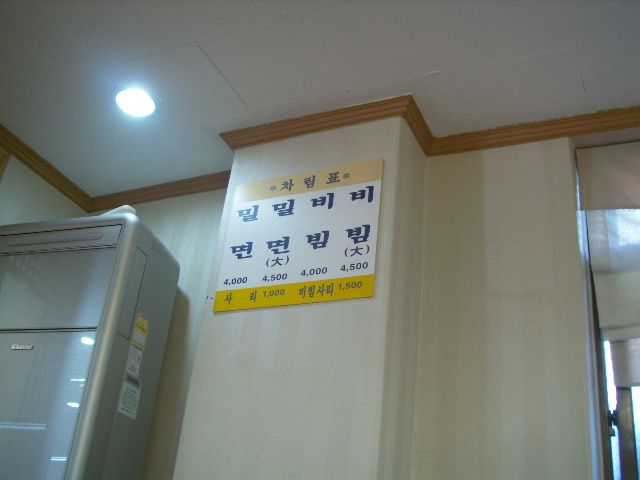 *차림표*
밀면 4,000
밀면(大) 4,500
비빔 4,000
비빔(大) 4,500
사리 1,000 비빔사리 1,500
Klasse